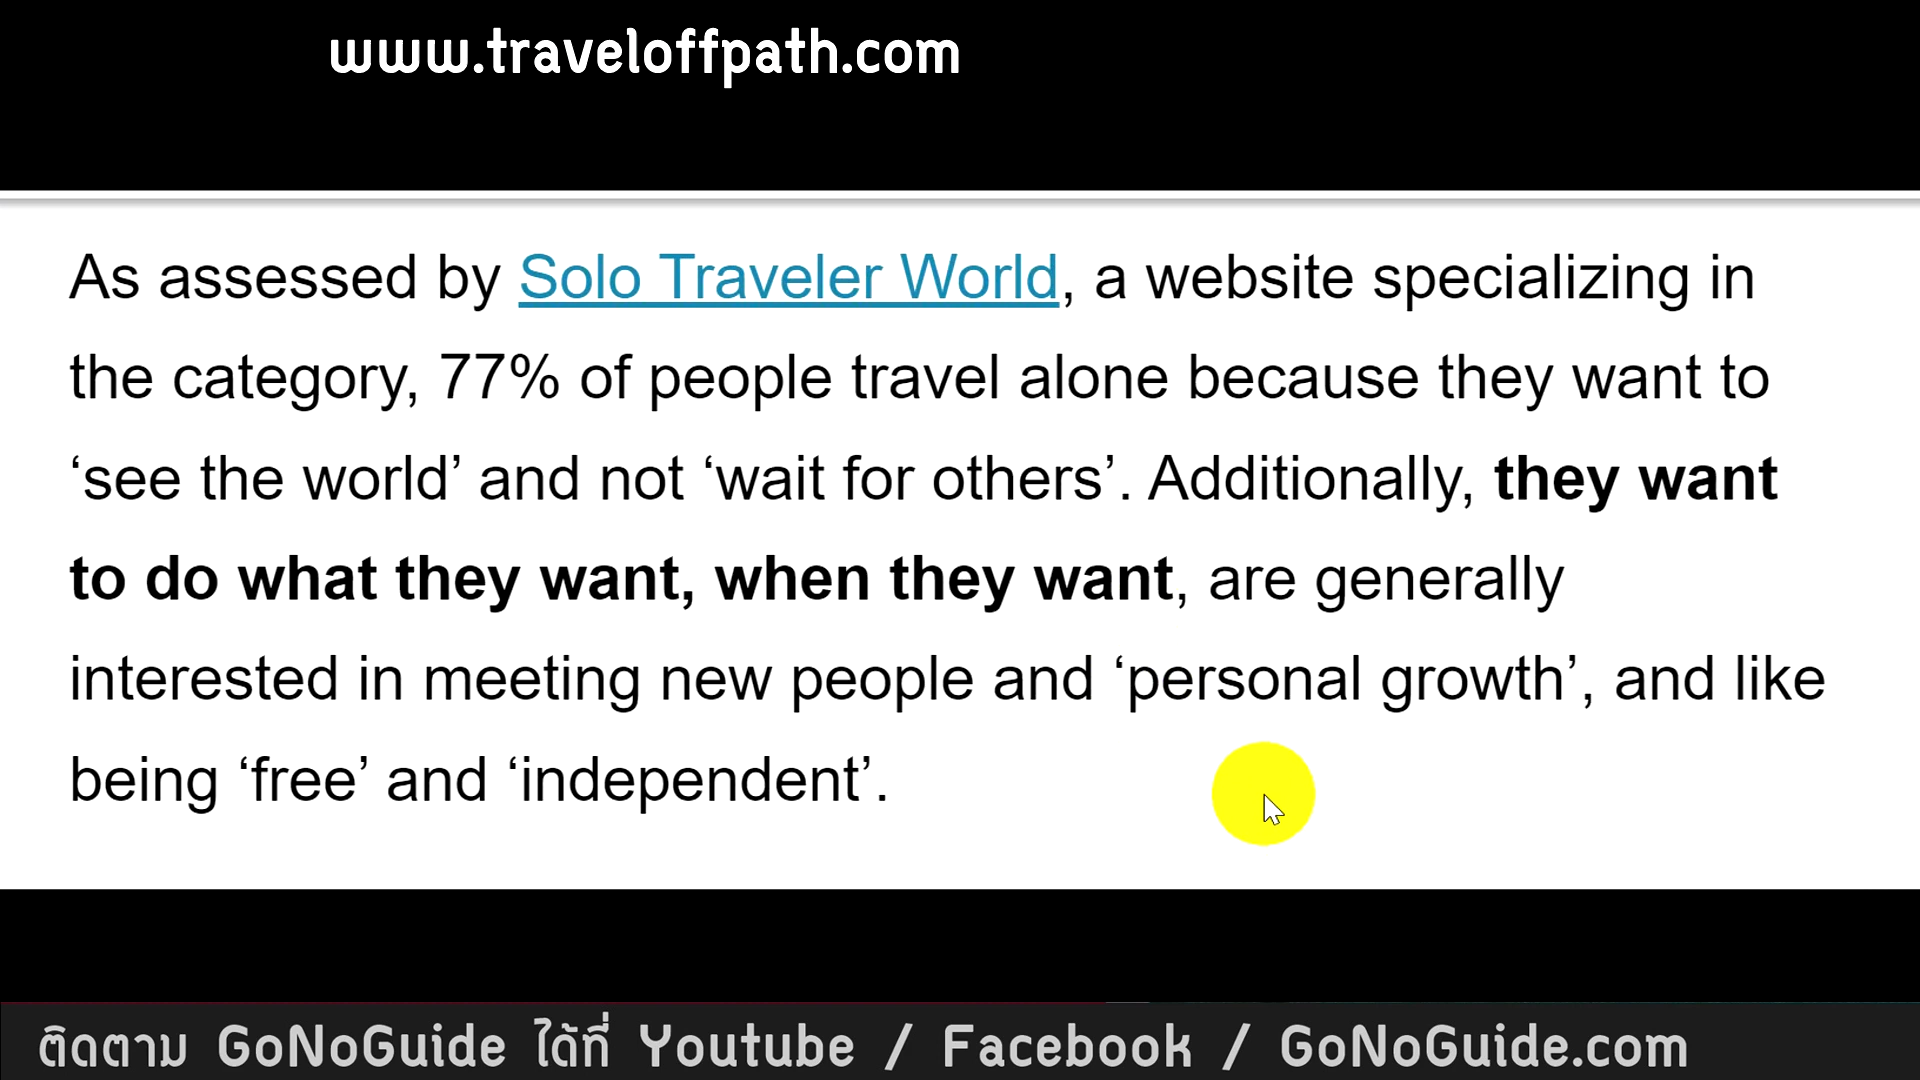 www.traveloffpath.com
As assessed by Solo Traveler World, a website specializing in
the category, 77% of people travel alone because they want to
‘see the world’ and not ‘wait for others’. Additionally, they want
to do what they want, when they want, are generally
interested in meeting new people and ‘personal growth’, and like
being ‘free’ and ‘independent’.
ติดตาม GoNoGuide ได้ที่ Youtube / Facebook / GoNoGuide.com